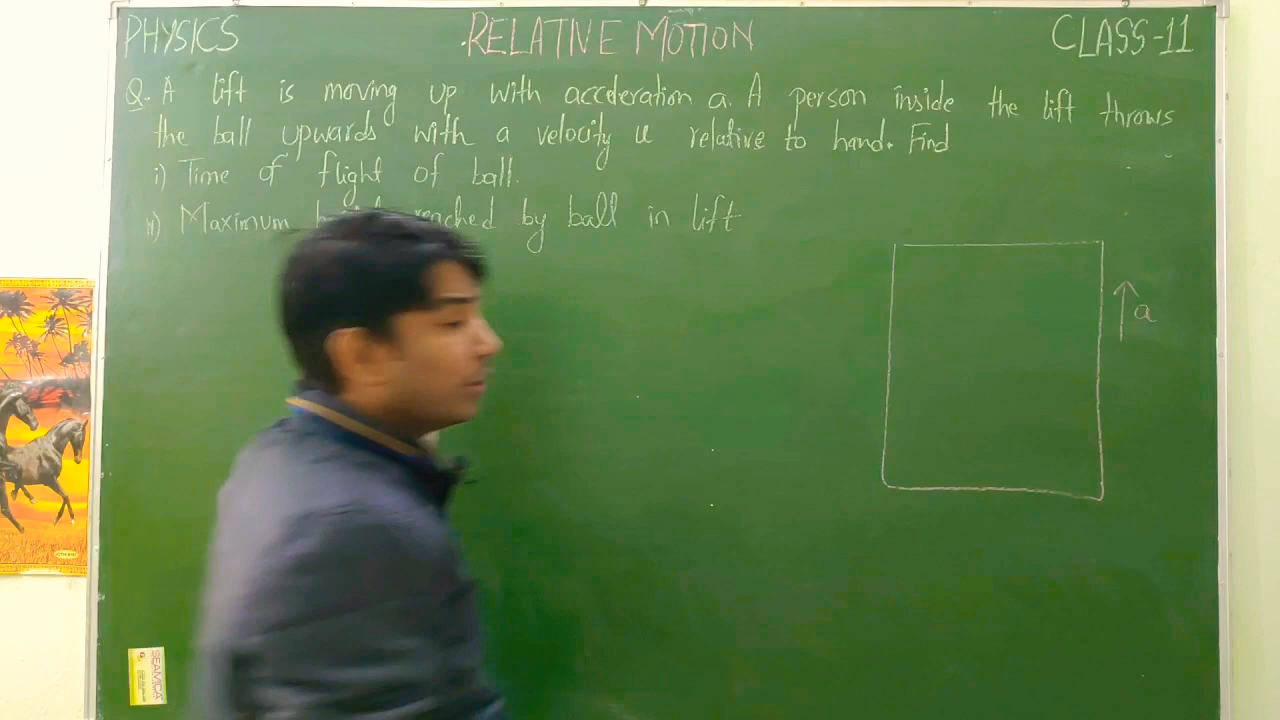 PHYSICS RELATIVE MOTION CLASS-11
Q. A lift is moving up with acceleration a. A person inside the lift throws
the ball upwards with a velocity u relative to hand. Find
i) Time of flight of ball.
ii) Maximum reached by ball in lift
a
SEAMICA